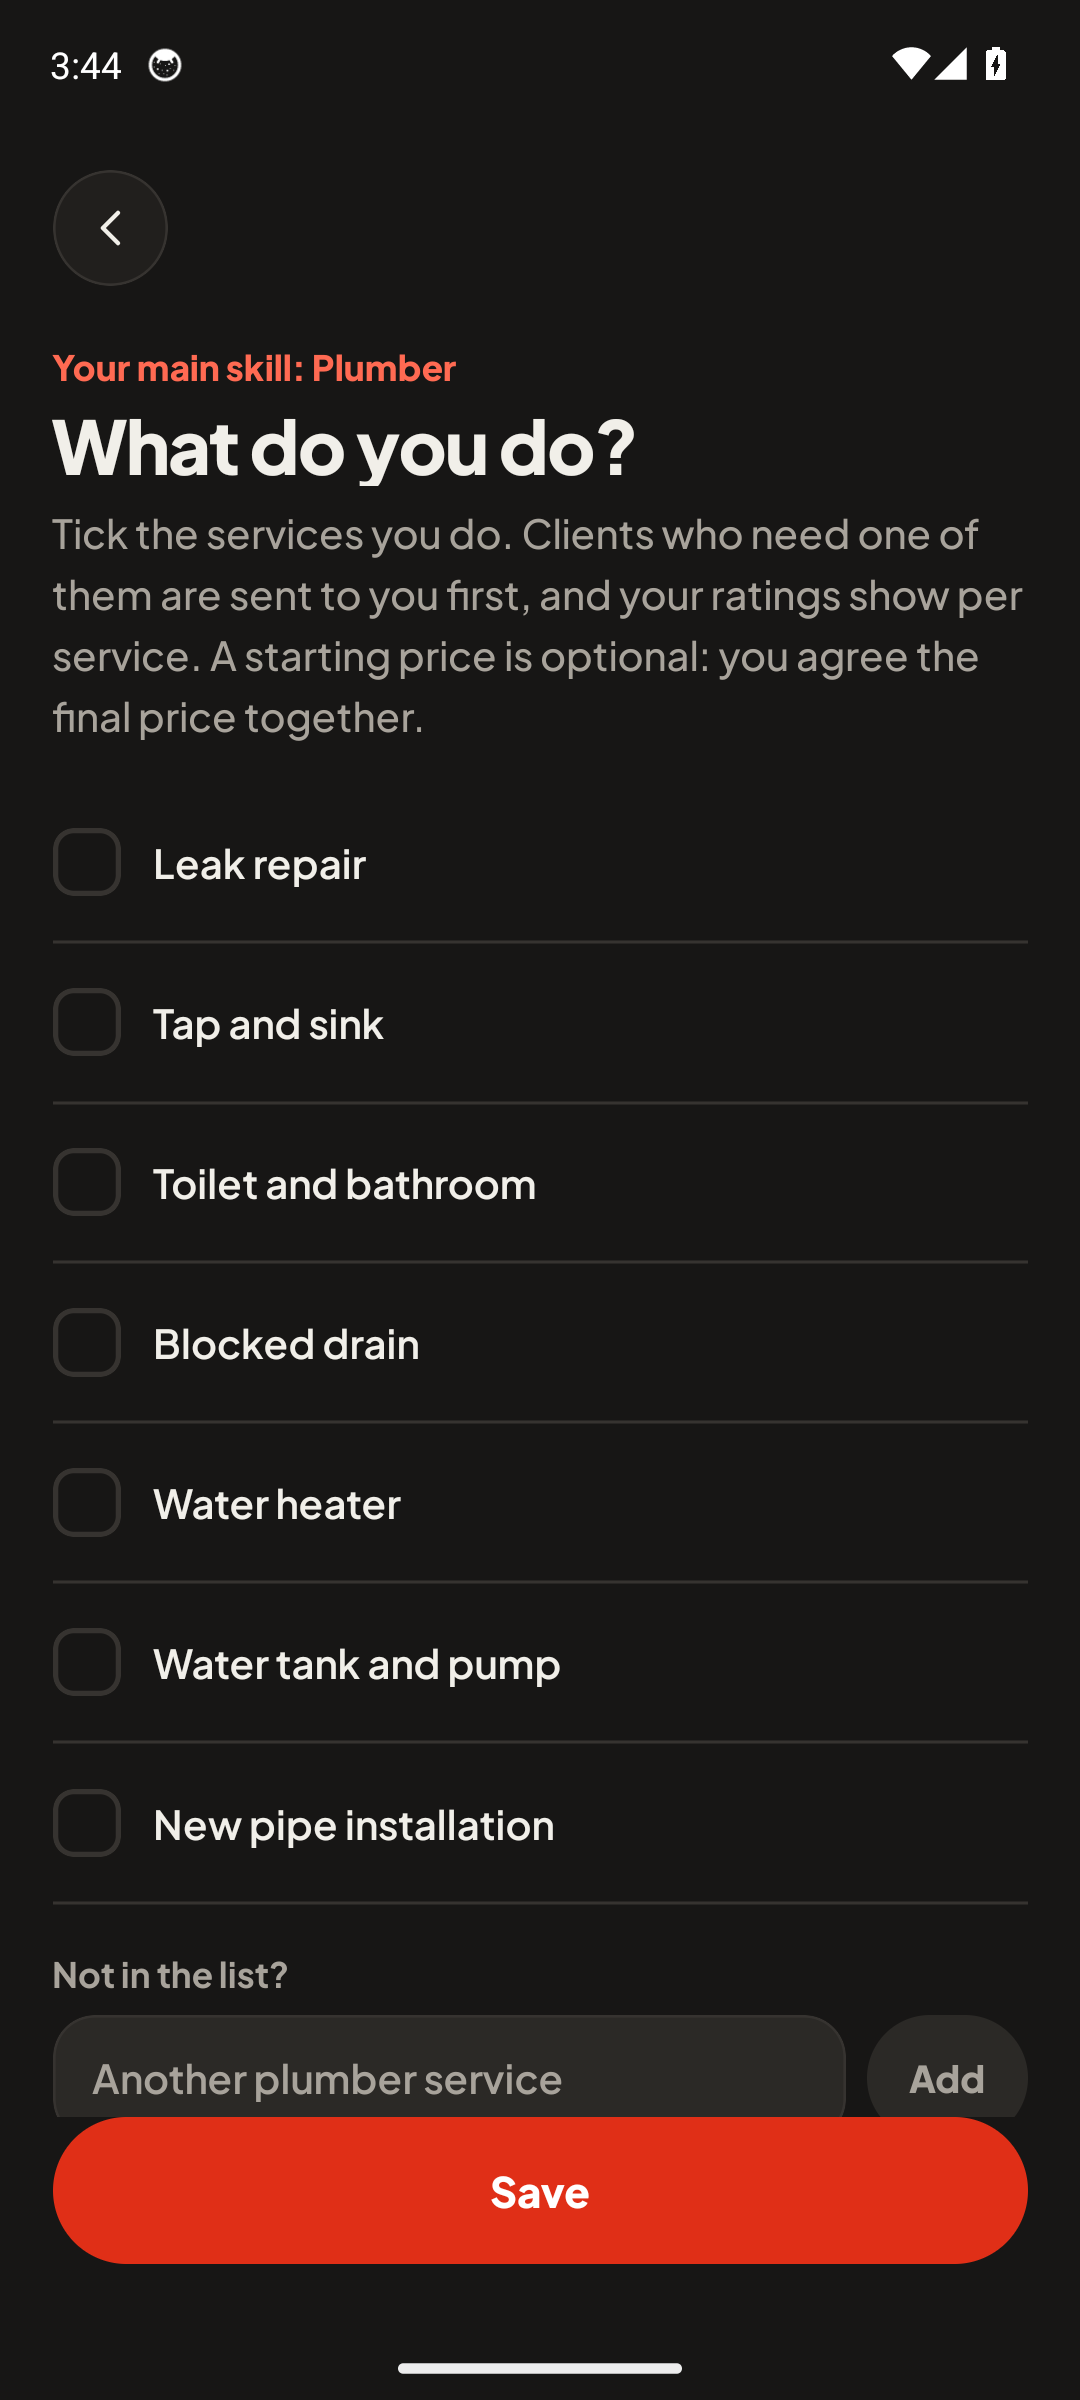 3:44
Your main skill: Plumber
What do you do?
Tick the services you do. Clients who need one of
them are sent to you first, and your ratings show per
service. A starting price is optional: you agree the
final price together.
Leak repair
Tap and sink
Toilet and bathroom
Blocked drain
Water heater
Water tank and pump
New pipe installation
Not in the list?
Another plumber service
Add
Save